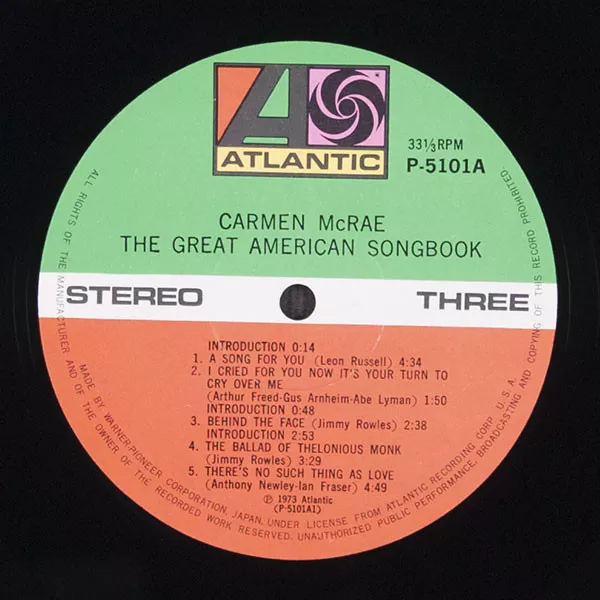 ATLANTIC
33⅓RPM
P-5101A
CARMEN McRAE
THE GREAT AMERICAN SONGBOOK
STEREO THREE
INTRODUCTION 0:14
1. A SONG FOR YOU (Leon Russell) 4:34
2. I CRIED FOR YOU NOW IT'S YOUR TURN TO
CRY OVER ME
(Arthur Freed-Gus Arnheim-Abe Lyman) 1:50
INTRODUCTION 0:48
3. BEHIND THE FACE (Jimmy Rowles) 2:38
INTRODUCTION 2:53
4. THE BALLAD OF THELONIOUS MONK
(Jimmy Rowles) 3:29
5. THERE'S NO SUCH THING AS LOVE
(Anthony Newley-Ian Fraser) 4:49
℗ 1973 Atlantic
(P-5101A1)
MADE BY WARNER-PIONEER CORPORATION, JAPAN, UNDER LICENSE FROM ATLANTIC RECORDING CORP. U.S.A.
ALL RIGHTS OF THE MANUFACTURER AND OF THE OWNER OF THE RECORDED WORK RESERVED. UNAUTHORIZED PUBLIC PERFORMANCE, BROADCASTING AND COPYING OF THIS RECORD PROHIBITED.